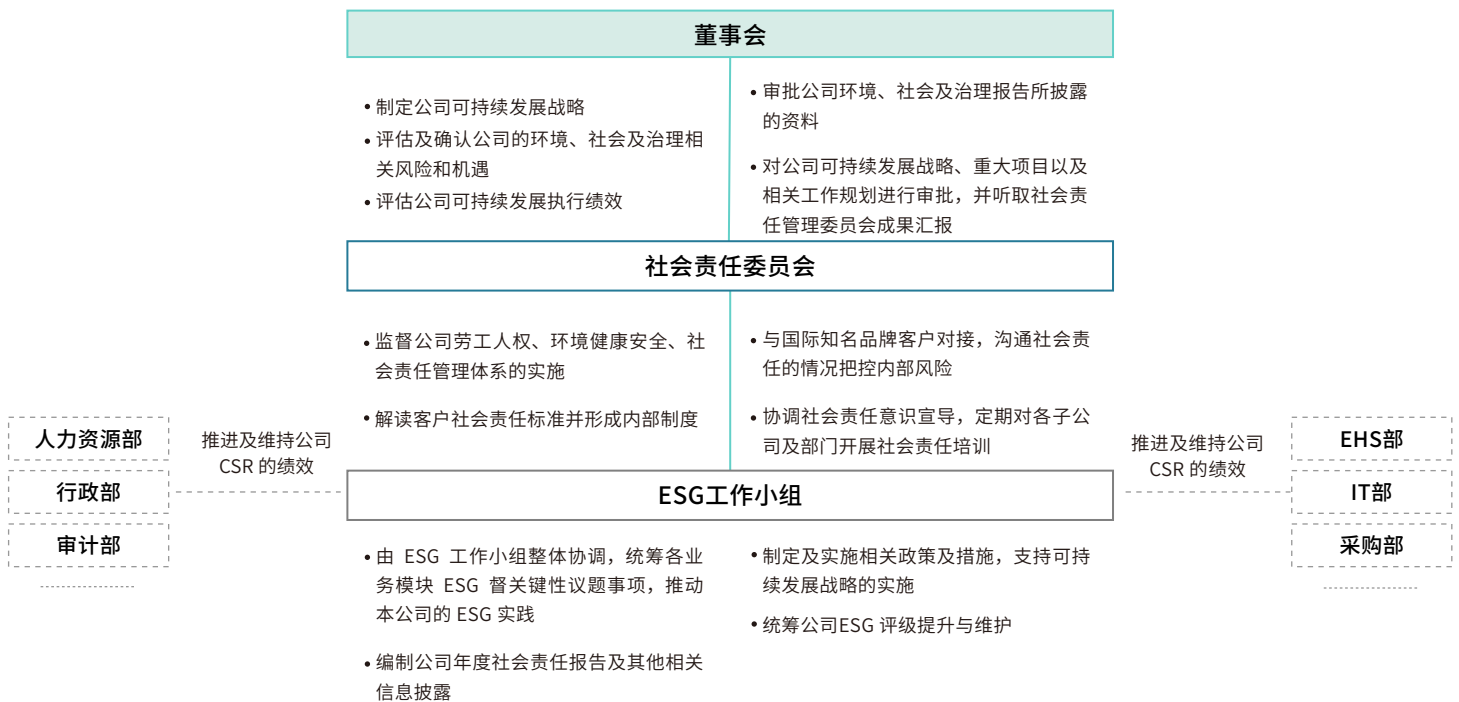 董事会
• 制定公司可持续发展战略
• 评估及确认公司的环境、社会及治理相
关风险和机遇
• 评估公司可持续发展执行绩效
• 审批公司环境、社会及治理报告所披露
的资料
• 对公司可持续发展战略、重大项目以及
相关工作规划进行审批，并听取社会责
任管理委员会成果汇报
社会责任委员会
• 监督公司劳工人权、环境健康安全、社
会责任管理体系的实施
• 解读客户社会责任标准并形成内部制度
• 与国际知名品牌客户对接，沟通社会责
任的情况把控内部风险
• 协调社会责任意识宣导，定期对各子公
司及部门开展社会责任培训
人力资源部
行政部
审计部
推进及维持公司
CSR 的绩效
ESG工作小组
推进及维持公司
CSR 的绩效
EHS部
IT部
采购部
• 由 ESG 工作小组整体协调，统筹各业
务模块 ESG 督关键性议题事项，推动
本公司的 ESG 实践
• 编制公司年度社会责任报告及其他相关
信息披露
• 制定及实施相关政策及措施，支持可持
续发展战略的实施
• 统筹公司ESG 评级提升与维护